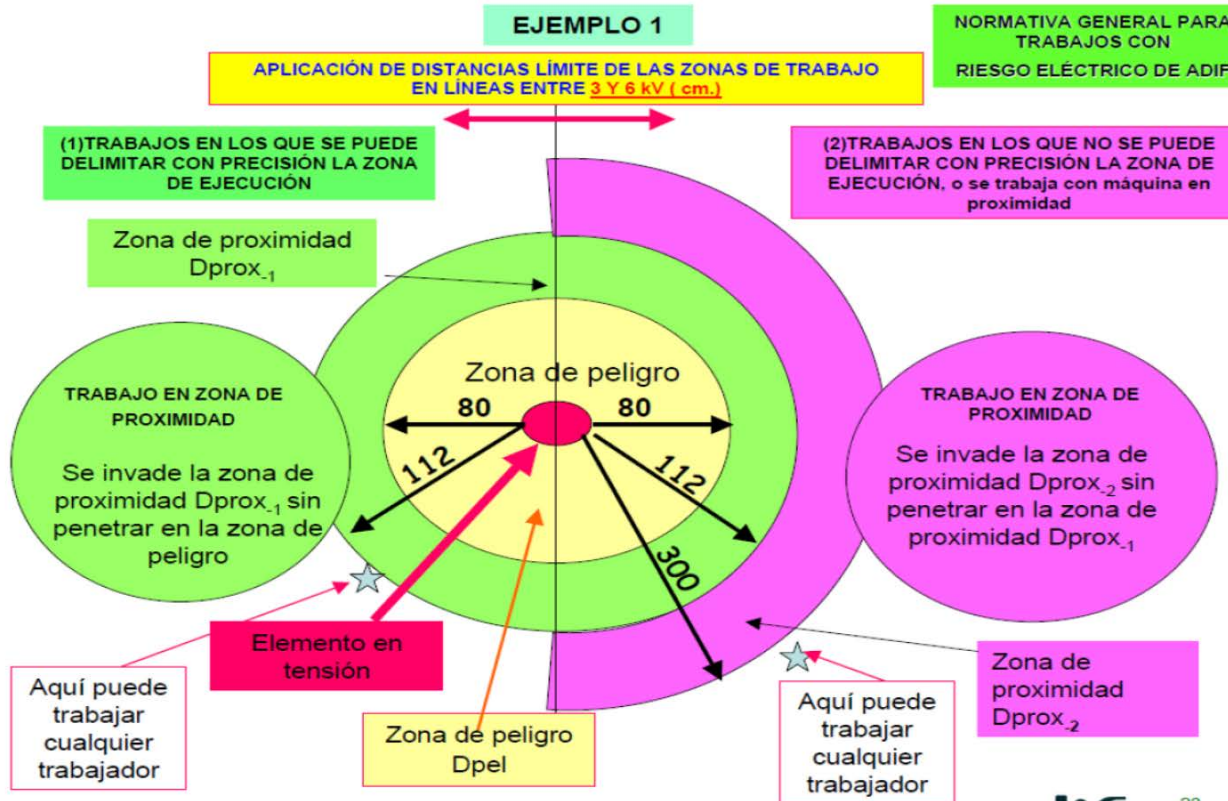 EJEMPLO 1
NORMATIVA GENERAL PARA
TRABAJOS CON
RIESGO ELÉCTRICO DE ADIF
APLICACIÓN DE DISTANCIAS LÍMITE DE LAS ZONAS DE TRABAJO
EN LÍNEAS ENTRE 3 Y 6 kV ( cm.)
(1)TRABAJOS EN LOS QUE SE PUEDE
DELIMITAR CON PRECISIÓN LA ZONA
DE EJECUCIÓN
(2)TRABAJOS EN LOS QUE NO SE PUEDE
DELIMITAR CON PRECISIÓN LA ZONA DE
EJECUCIÓN, o se trabaja con máquina en
proximidad
Zona de proximidad
Dprox-1
Zona de peligro
80
80
112
112
300
TRABAJO EN ZONA DE
PROXIMIDAD
Se invade la zona de
proximidad Dprox-1 sin
penetrar en la zona de
peligro
TRABAJO EN ZONA DE
PROXIMIDAD
Se invade la zona de
proximidad Dprox-2 sin
penetrar en la zona de
proximidad Dprox-1
Elemento en
tensión
Aquí puede
trabajar
cualquier
trabajador
Zona de peligro
Dpel
Aquí puede
trabajar
cualquier
trabajador
Zona de
proximidad
Dprox-2